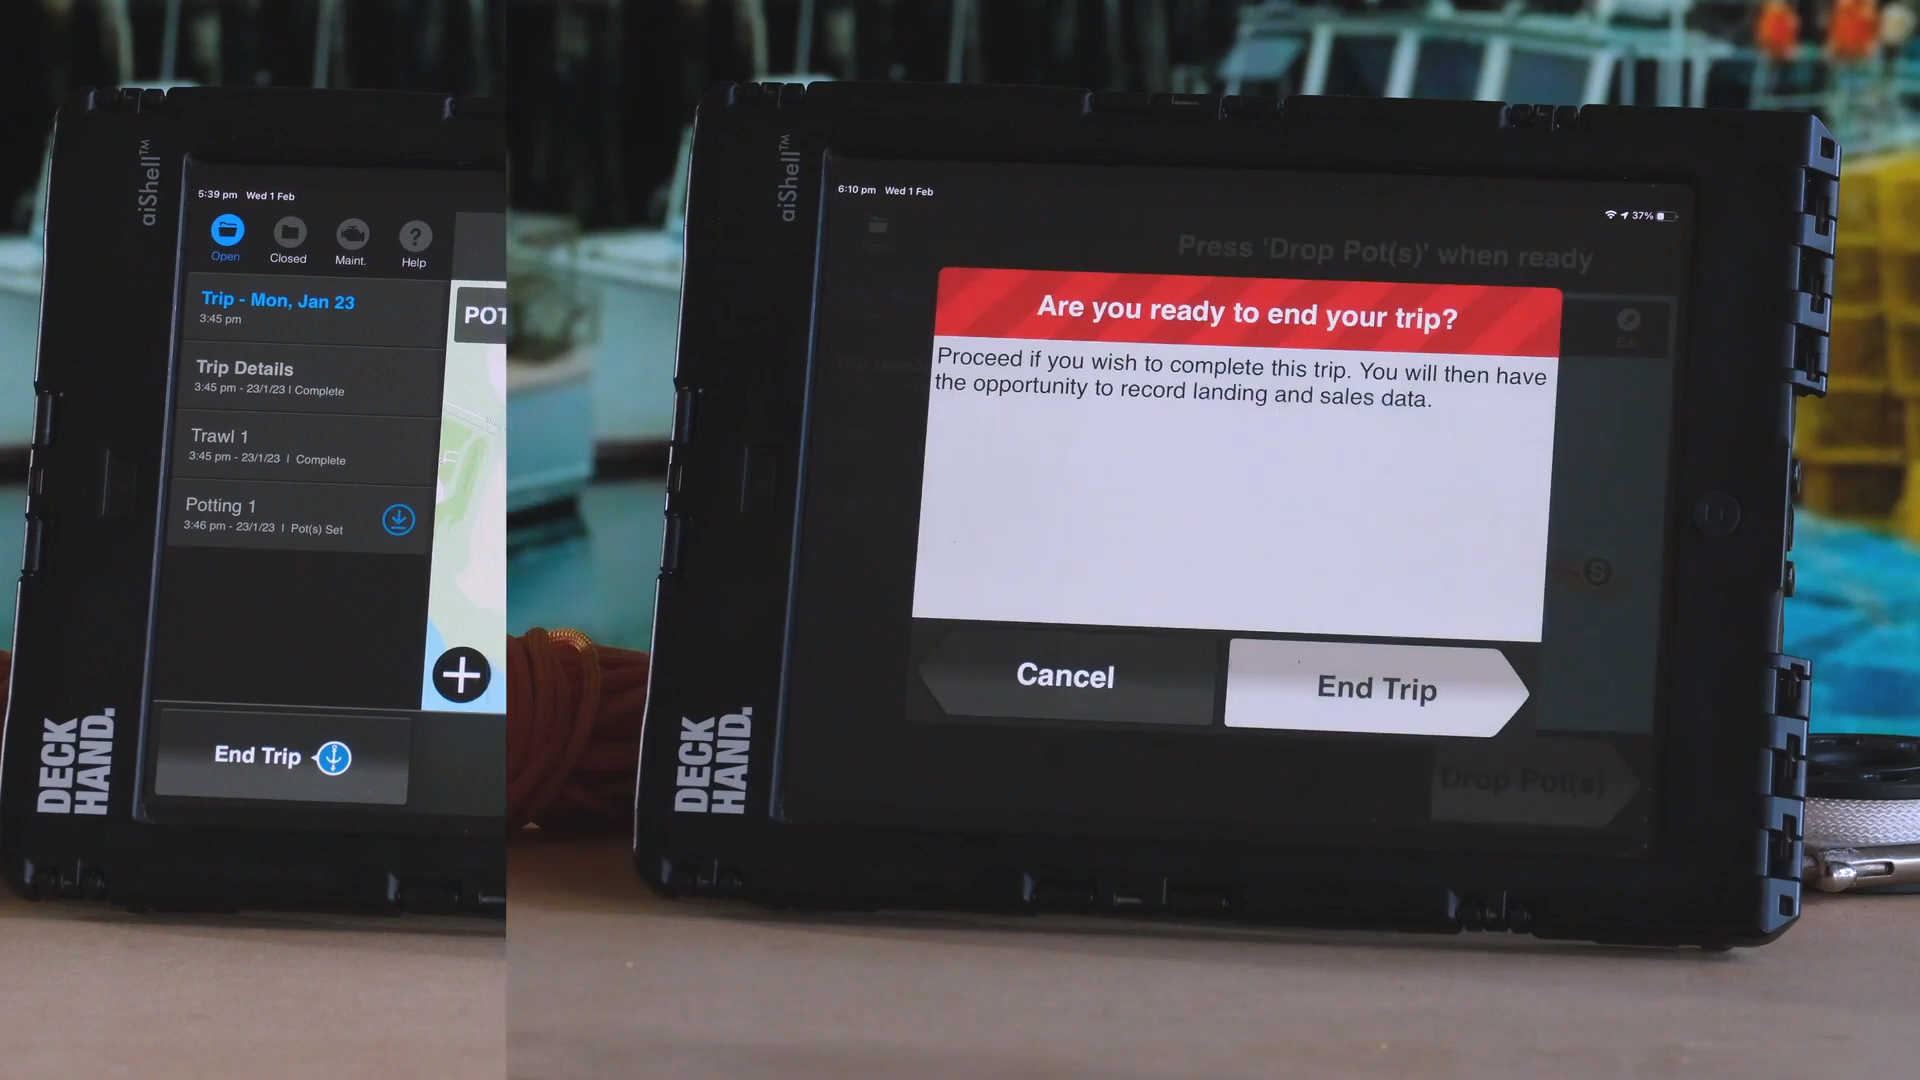 aiShell™
5:39 pm Wed 1 Feb
Open
Closed
Maint.
? Help
Trip - Mon, Jan 23
3:45 pm
Trip Details
3:45 pm - 23/1/23 | Complete
Trawl 1
3:45 pm - 23/1/23 | Complete
Potting 1
3:46 pm - 23/1/23 | Pot(s) Set
POT
End Trip
DECK
HAND.
aiShell™
6:10 pm Wed 1 Feb
37%
Press 'Drop Pot(s)' when ready
Are you ready to end your trip?
Proceed if you wish to complete this trip. You will then have
the opportunity to record landing and sales data.
S
Cancel
End Trip
Drop Pot(s)
DECK
HAND.